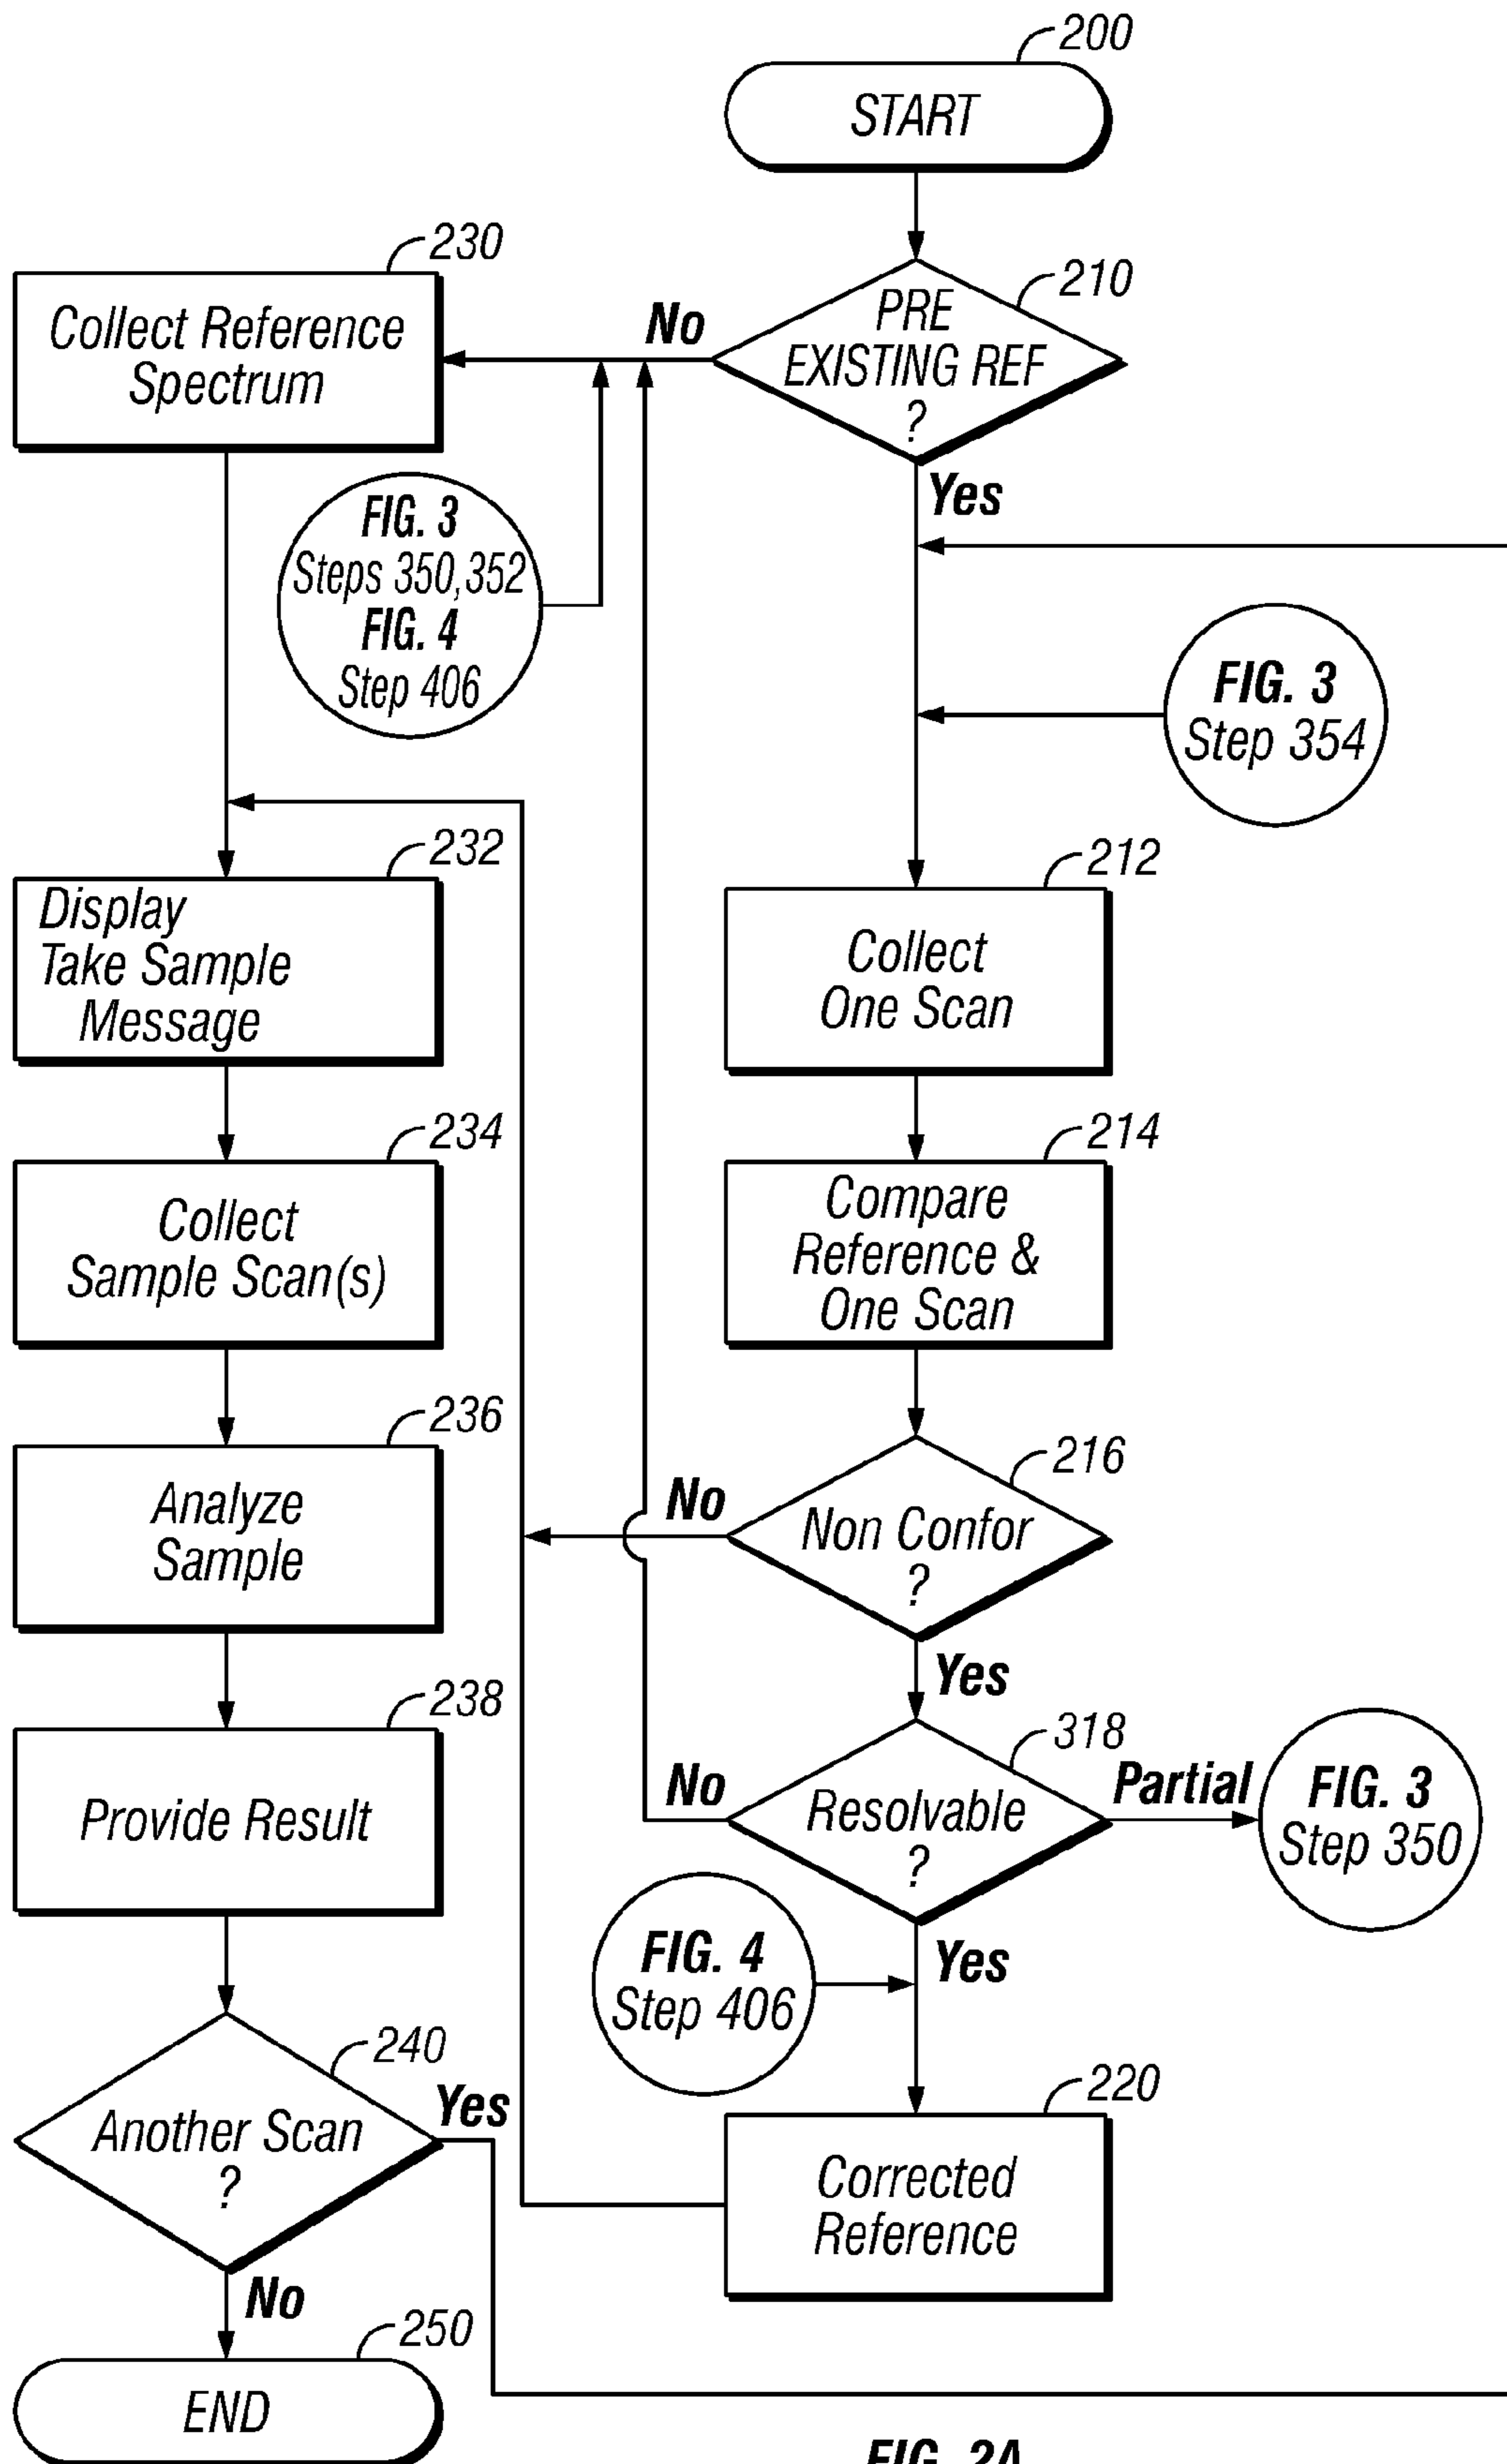 200
START
230
Collect Reference
Spectrum
No
210
PRE
EXISTING REF
?
Yes
FIG. 3
Steps 350,352
FIG. 4
Step 406
FIG. 3
Step 354
232
Display
Take Sample
Message
212
Collect
One Scan
234
Collect
Sample Scan(s)
214
Compare
Reference &
One Scan
236
Analyze
Sample
No
216
Non Confor
?
Yes
238
Provide Result
No
318
Resolvable
?
Partial
FIG. 3
Step 350
FIG. 4
Step 406
Yes
240
Another Scan
?
Yes
220
Corrected
Reference
No
250
END
FIG. 2A